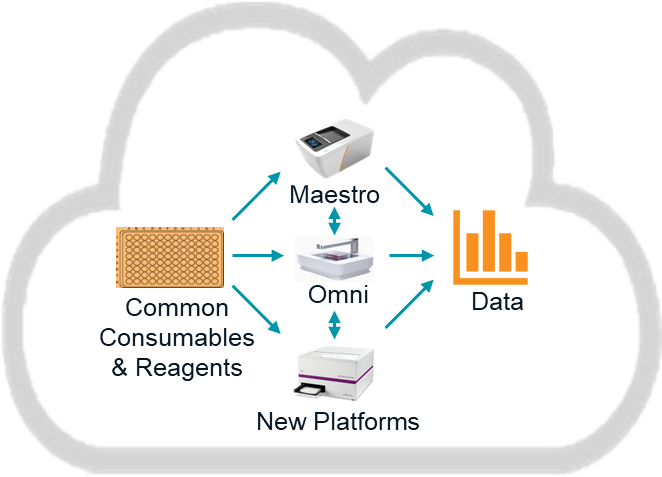 Maestro
Common
Consumables
& Reagents
Omni
Data
New Platforms